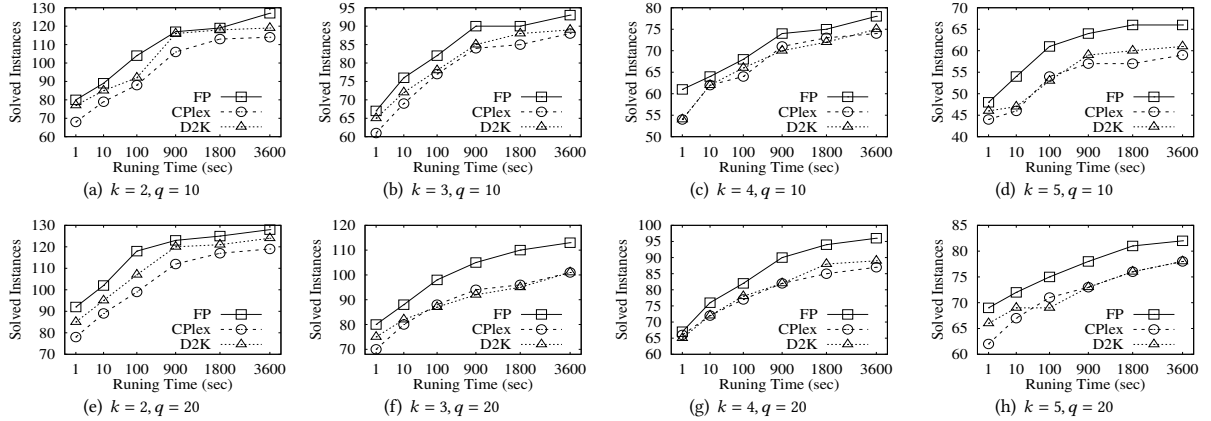 130
120
110
100
90
80
70
60
Solved Instances
FP
CPlex
D2K
1 10 100 900 1800 3600
Runing Time (sec)
(a) k = 2, q = 10
95
90
85
80
75
70
65
60
Solved Instances
FP
CPlex
D2K
1 10 100 900 1800 3600
Runing Time (sec)
(b) k = 3, q = 10
80
75
70
65
60
55
50
Solved Instances
FP
CPlex
D2K
1 10 100 900 1800 3600
Runing Time (sec)
(c) k = 4, q = 10
70
65
60
55
50
45
40
Solved Instances
FP
CPlex
D2K
1 10 100 900 1800 3600
Runing Time (sec)
(d) k = 5, q = 10
130
120
110
100
90
80
70
Solved Instances
FP
CPlex
D2K
1 10 100 900 1800 3600
Runing Time (sec)
(e) k = 2, q = 20
120
110
100
90
80
70
Solved Instances
FP
CPlex
D2K
1 10 100 900 1800 3600
Runing Time (sec)
(f) k = 3, q = 20
100
95
90
85
80
75
70
65
60
Solved Instances
FP
CPlex
D2K
1 10 100 900 1800 3600
Runing Time (sec)
(g) k = 4, q = 20
85
80
75
70
65
60
Solved Instances
FP
CPlex
D2K
1 10 100 900 1800 3600
Runing Time (sec)
(h) k = 5, q = 20